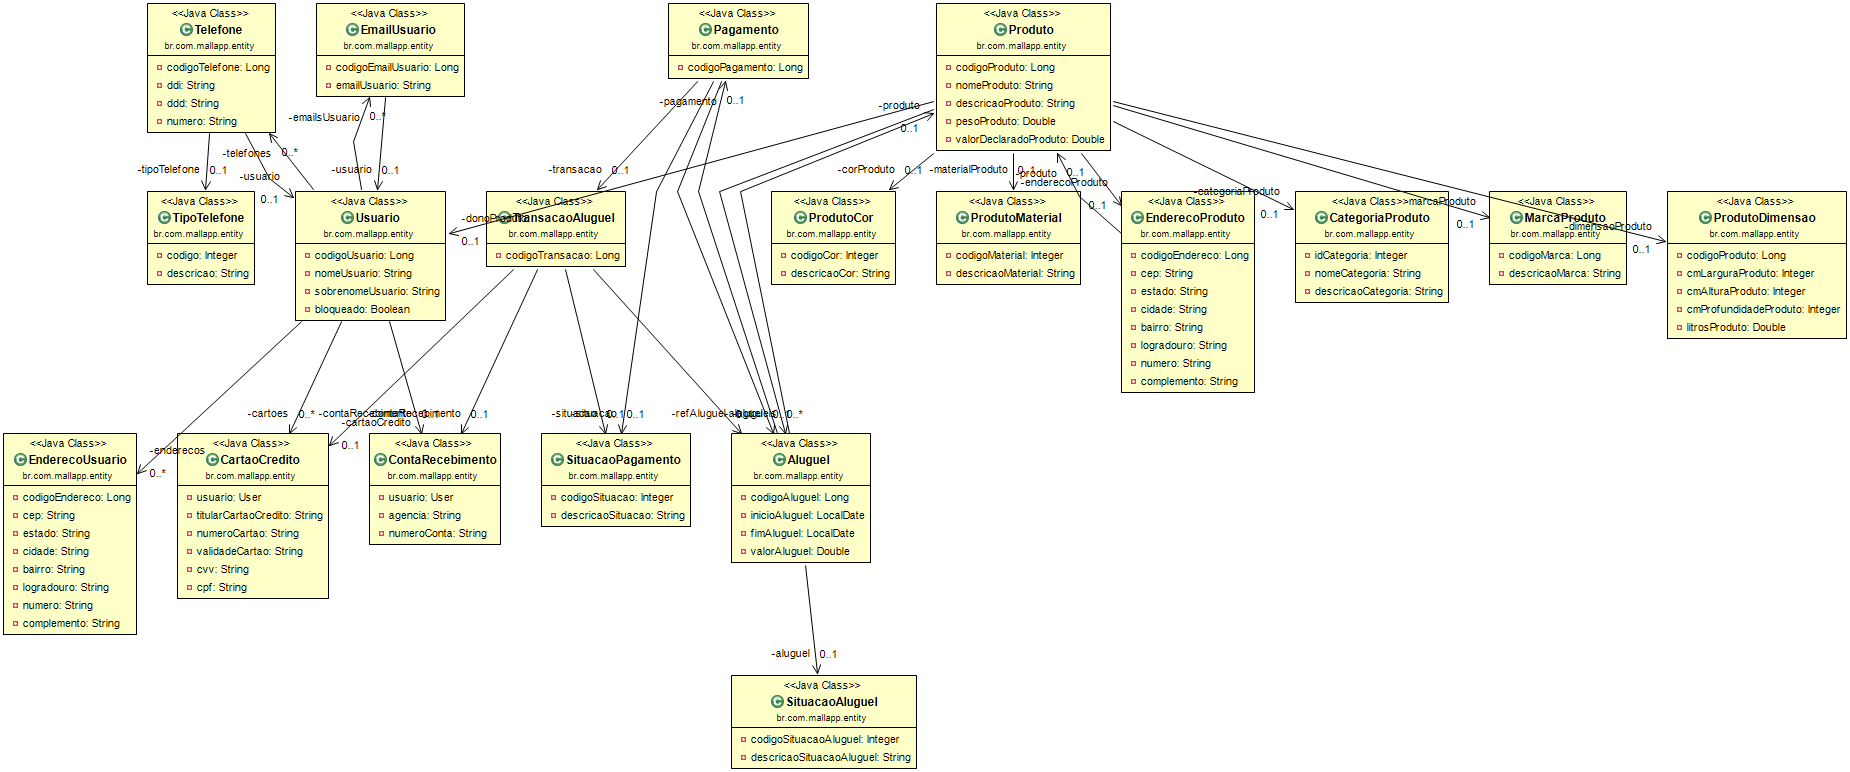 <<Java Class>>
Telefone
br.com.mallapp.entity
codigoTelefone: Long
ddi: String
ddd: String
numero: String
<<Java Class>>
EmailUsuario
br.com.mallapp.entity
codigoEmailUsuario: Long
emailUsuario: String
<<Java Class>>
Pagamento
br.com.mallapp.entity
codigoPagamento: Long
<<Java Class>>
Produto
br.com.mallapp.entity
codigoProduto: Long
nomeProduto: String
descricaoProduto: String
pesoProduto: Double
valorDeclaradoProduto: Double
-pagamento
0..1
-produto
0..1
-emailsUsuario
0..*
-telefones
0..*
-tipoTelefone
0..1
-usuario
0..1
-usuario
0..1
-transacao
0..1
-corProduto
0..1
-materialProduto
0..1
-produto
0..1
-enderecoProduto
0..1
-categoriaProduto
0..1
-marcaProduto
0..1
-dimensaoProduto
0..1
-donoProduto
0..1
<<Java Class>>
TipoTelefone
br.com.mallapp.entity
codigo: Integer
descricao: String
<<Java Class>>
Usuario
br.com.mallapp.entity
codigoUsuario: Long
nomeUsuario: String
sobrenomeUsuario: String
bloqueado: Boolean
<<Java Class>>
TransacaoAluguel
br.com.mallapp.entity
codigoTransacao: Long
<<Java Class>>
ProdutoCor
br.com.mallapp.entity
codigoCor: Integer
descricaoCor: String
<<Java Class>>
ProdutoMaterial
br.com.mallapp.entity
codigoMaterial: Integer
descricaoMaterial: String
<<Java Class>>
EnderecoProduto
br.com.mallapp.entity
codigoEndereco: Long
cep: String
estado: String
cidade: String
bairro: String
logradouro: String
numero: String
complemento: String
<<Java Class>>
CategoriaProduto
br.com.mallapp.entity
idCategoria: Integer
nomeCategoria: String
descricaoCategoria: String
<<Java Class>>
MarcaProduto
br.com.mallapp.entity
codigoMarca: Long
descricaoMarca: String
<<Java Class>>
ProdutoDimensao
br.com.mallapp.entity
codigoProduto: Long
cmLarguraProduto: Integer
cmAlturaProduto: Integer
cmProfundidadeProduto: Integer
litrosProduto: Double
-enderecos
0..*
-cartoes
0..*
-contaRecebimento
0..1
-cartaoCredito
0..1
-contaRecebimento
0..1
-situacao
0..1
-situacao
0..1
-refAluguel
0..1
-aluguel
0..1
-alugueis
0..*
<<Java Class>>
EnderecoUsuario
br.com.mallapp.entity
codigoEndereco: Long
cep: String
estado: String
cidade: String
bairro: String
logradouro: String
numero: String
complemento: String
<<Java Class>>
CartaoCredito
br.com.mallapp.entity
usuario: User
titularCartaoCredito: String
numeroCartao: String
validadeCartao: String
cvv: String
cpf: String
<<Java Class>>
ContaRecebimento
br.com.mallapp.entity
usuario: User
agencia: String
numeroConta: String
<<Java Class>>
SituacaoPagamento
br.com.mallapp.entity
codigoSituacao: Integer
descricaoSituacao: String
<<Java Class>>
Aluguel
br.com.mallapp.entity
codigoAluguel: Long
inicioAluguel: LocalDate
fimAluguel: LocalDate
valorAluguel: Double
-aluguel
0..1
<<Java Class>>
SituacaoAluguel
br.com.mallapp.entity
codigoSituacaoAluguel: Integer
descricaoSituacaoAluguel: String